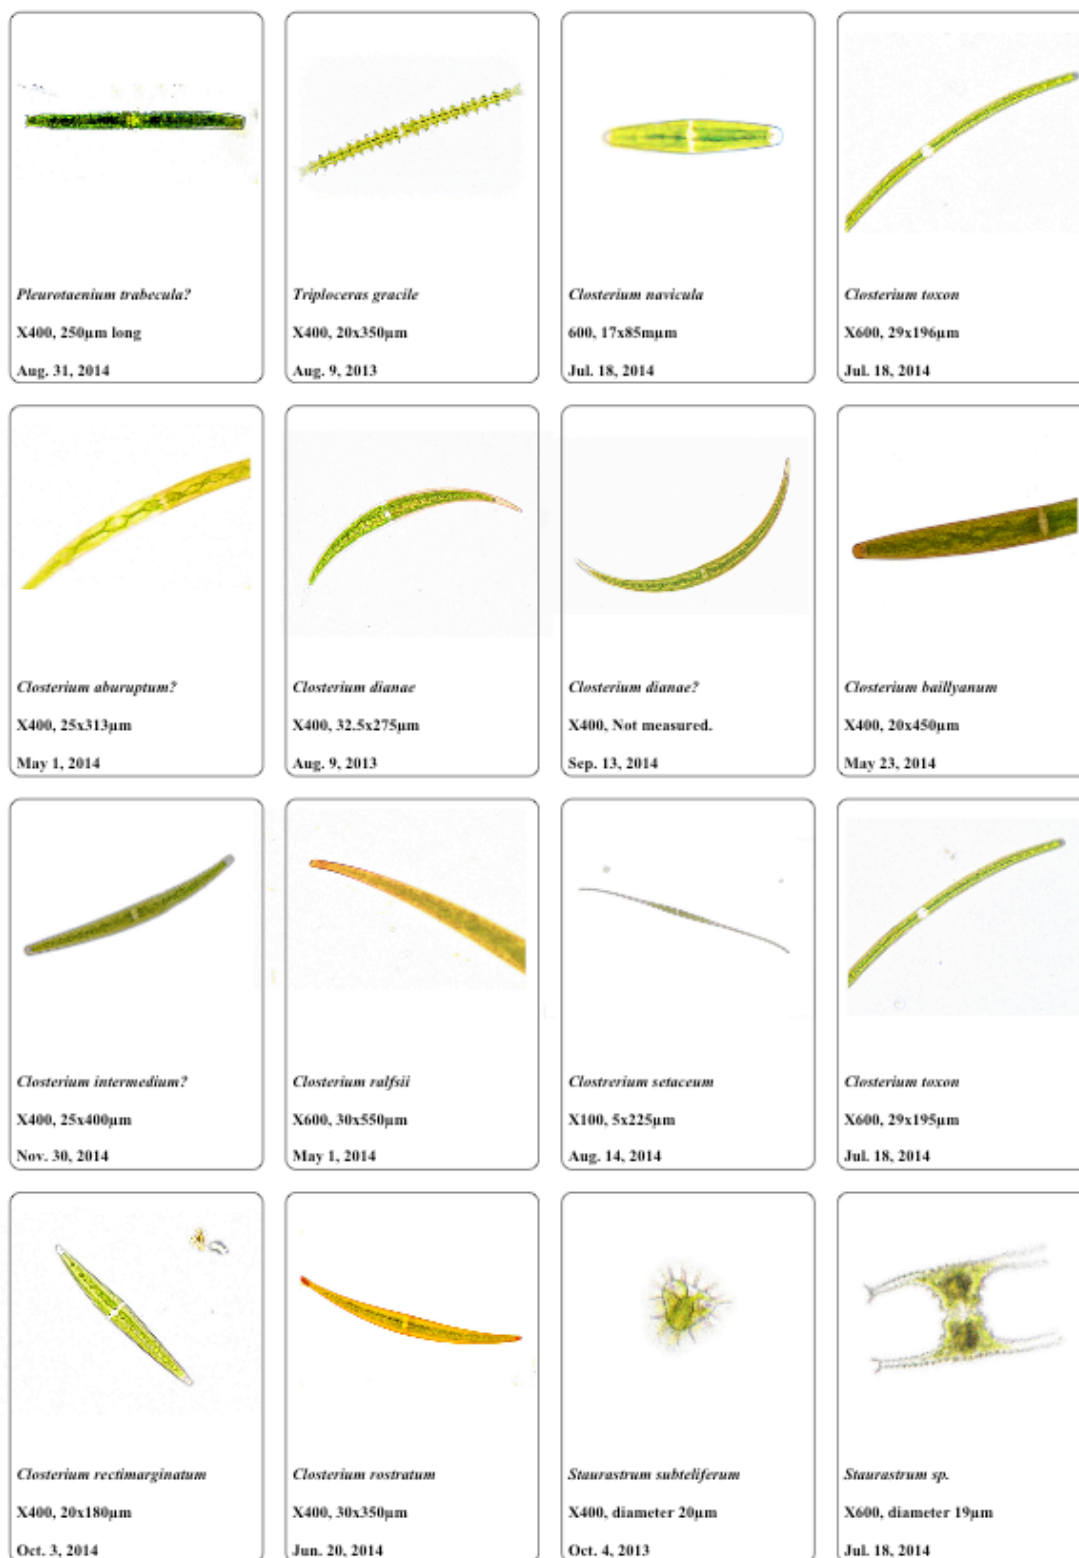 Pleurotaenium trabecula?
X400, 250µm long
Aug. 31, 2014
Triploceras gracile
X400, 20x350µm
Aug. 9, 2013
Closterium navicula
600, 17x85mµm
Jul. 18, 2014
Closterium toxon
X600, 29x196µm
Jul. 18, 2014
Closterium aburuptum?
X400, 25x313µm
May 1, 2014
Closterium dianae
X400, 32.5x275µm
Aug. 9, 2013
Closterium dianae?
X400, Not measured.
Sep. 13, 2014
Closterium baillyanum
X400, 20x450µm
May 23, 2014
Closterium intermedium?
X400, 25x400µm
Nov. 30, 2014
Closterium ralfsii
X600, 30x550µm
May 1, 2014
Clostrerium setaceum
X100, 5x225µm
Aug. 14, 2014
Closterium toxon
X600, 29x195µm
Jul. 18, 2014
Closterium rectimarginatum
X400, 20x180µm
Oct. 3, 2014
Closterium rostratum
X400, 30x350µm
Jun. 20, 2014
Staurastrum subteliferum
X400, diameter 20µm
Oct. 4, 2013
Staurastrum sp.
X600, diameter 19µm
Jul. 18, 2014